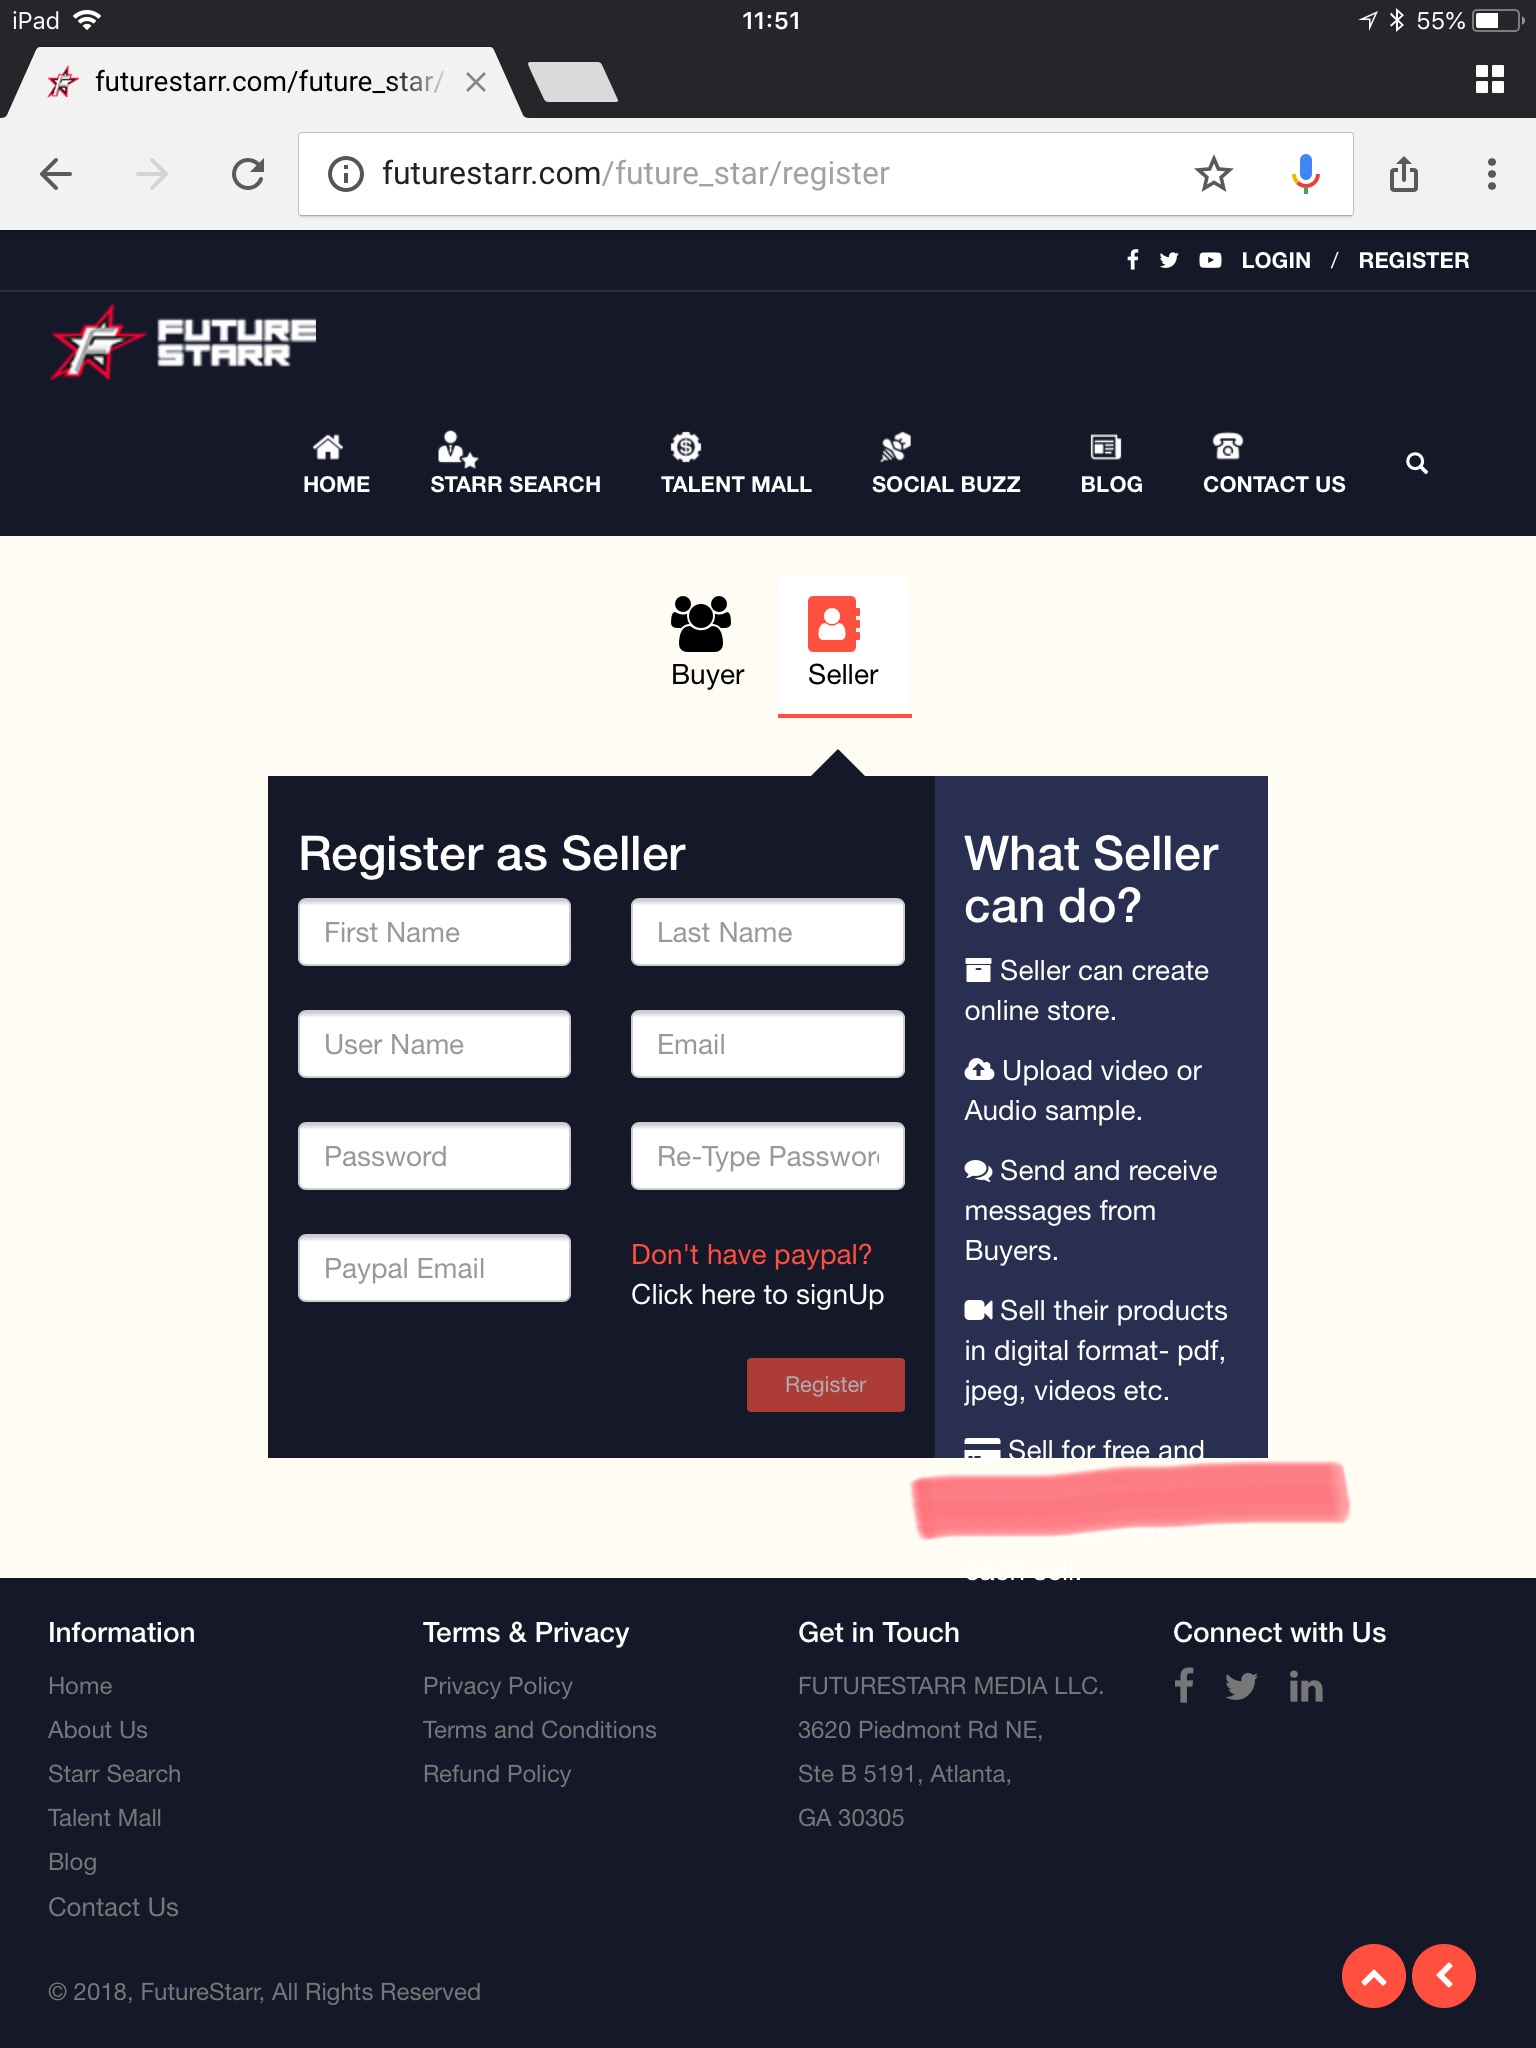 iPad
11:51
55%
futurestarr.com/future_star/
futurestarr.com/future_star/register
LOGIN / REGISTER
FUTURE
STARR
HOME
STARR SEARCH
TALENT MALL
SOCIAL BUZZ
BLOG
CONTACT US
Buyer
Seller
Register as Seller
First Name
Last Name
User Name
Email
Password
Re-Type Passwor
Paypal Email
Don't have paypal?
Click here to signUp
Register
What Seller
can do?
Seller can create
online store.
Upload video or
Audio sample.
Send and receive
messages from
Buyers.
Sell their products
in digital format- pdf,
jpeg, videos etc.
Sell for free and
Information
Home
About Us
Starr Search
Talent Mall
Blog
Contact Us
Terms & Privacy
Privacy Policy
Terms and Conditions
Refund Policy
Get in Touch
FUTURESTARR MEDIA LLC.
3620 Piedmont Rd NE,
Ste B 5191, Atlanta,
GA 30305
Connect with Us
© 2018, FutureStarr, All Rights Reserved